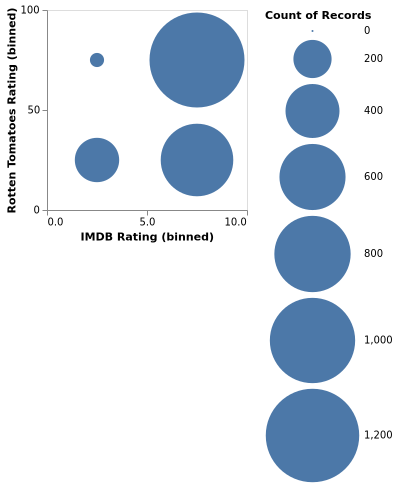 100
50
0
Rotten Tomatoes Rating (binned)
0.0 5.0 10.0
IMDB Rating (binned)
Count of Records
0
200
400
600
800
1,000
1,200